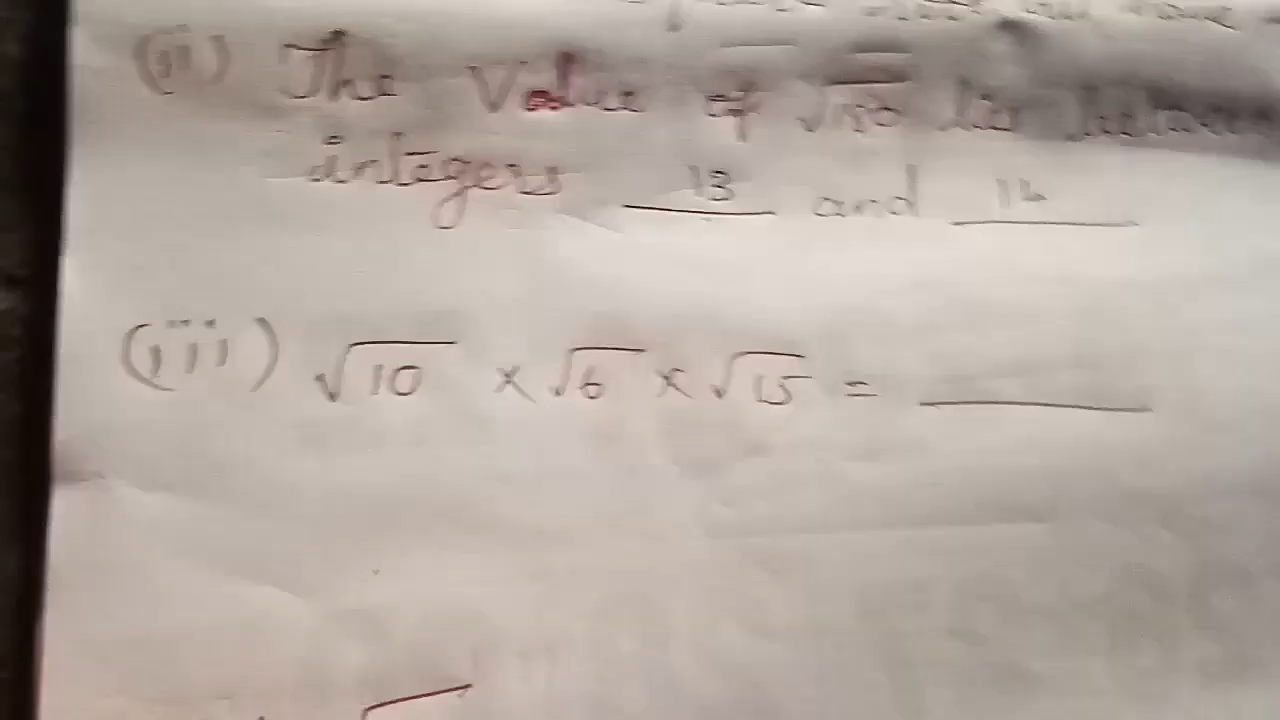 (ii) The Value of √180 lie between
integers 13 and 14
(iii) √10 × √6 × √15 =